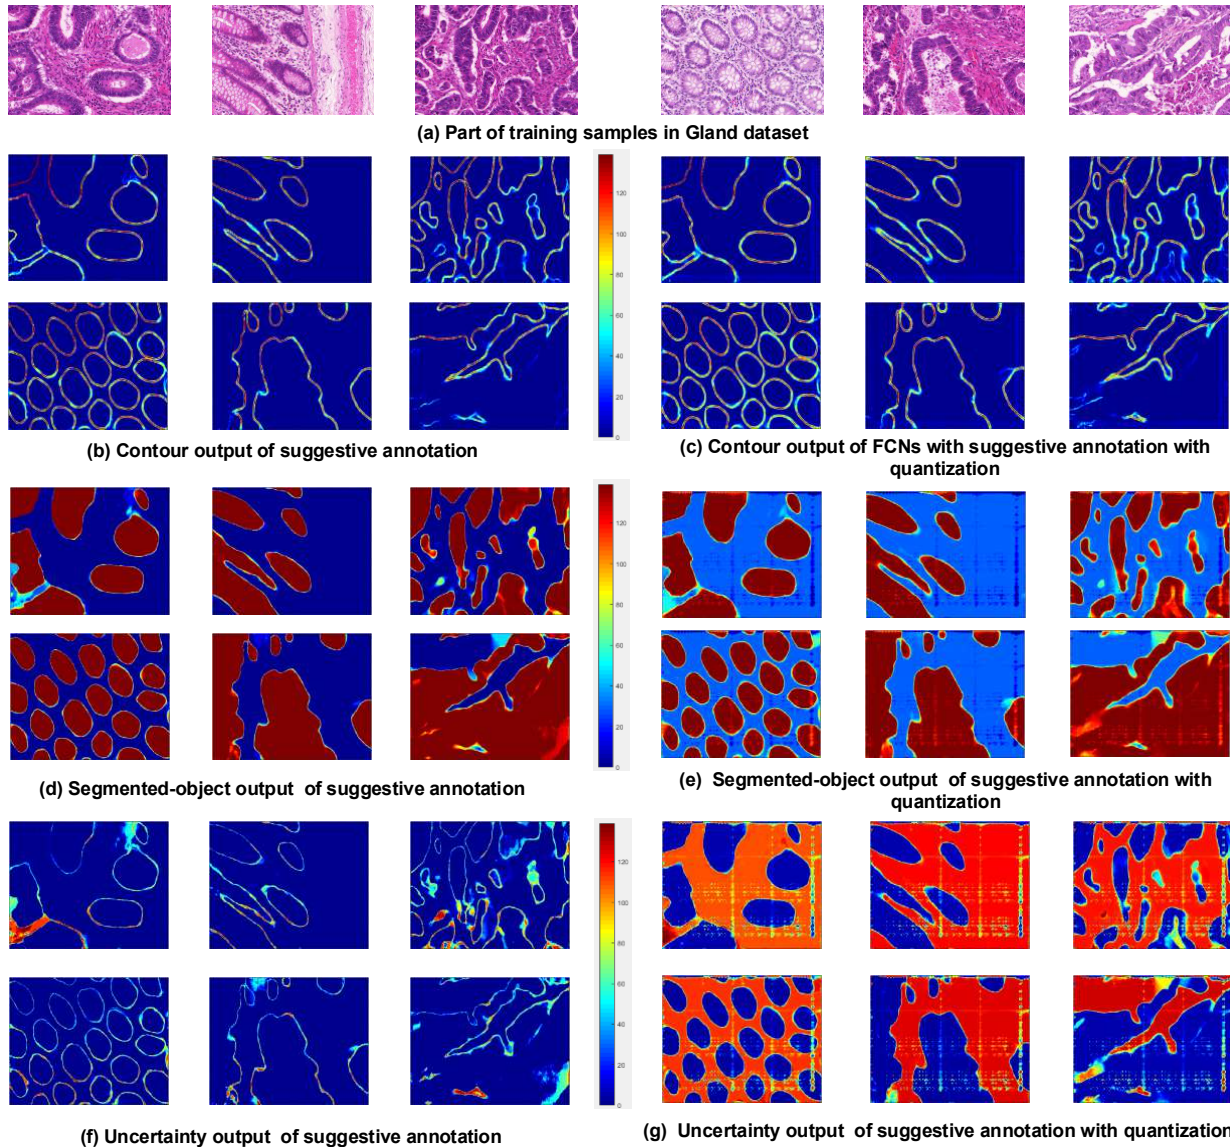 (a) Part of training samples in Gland dataset
120
100
80
60
40
20
0
(b) Contour output of suggestive annotation
(c) Contour output of FCNs with suggestive annotation with
quantization
120
100
80
60
40
20
0
(d) Segmented-object output of suggestive annotation
(e) Segmented-object output of suggestive annotation with
quantization
120
100
80
60
40
20
0
(f) Uncertainty output of suggestive annotation
(g) Uncertainty output of suggestive annotation with quantization